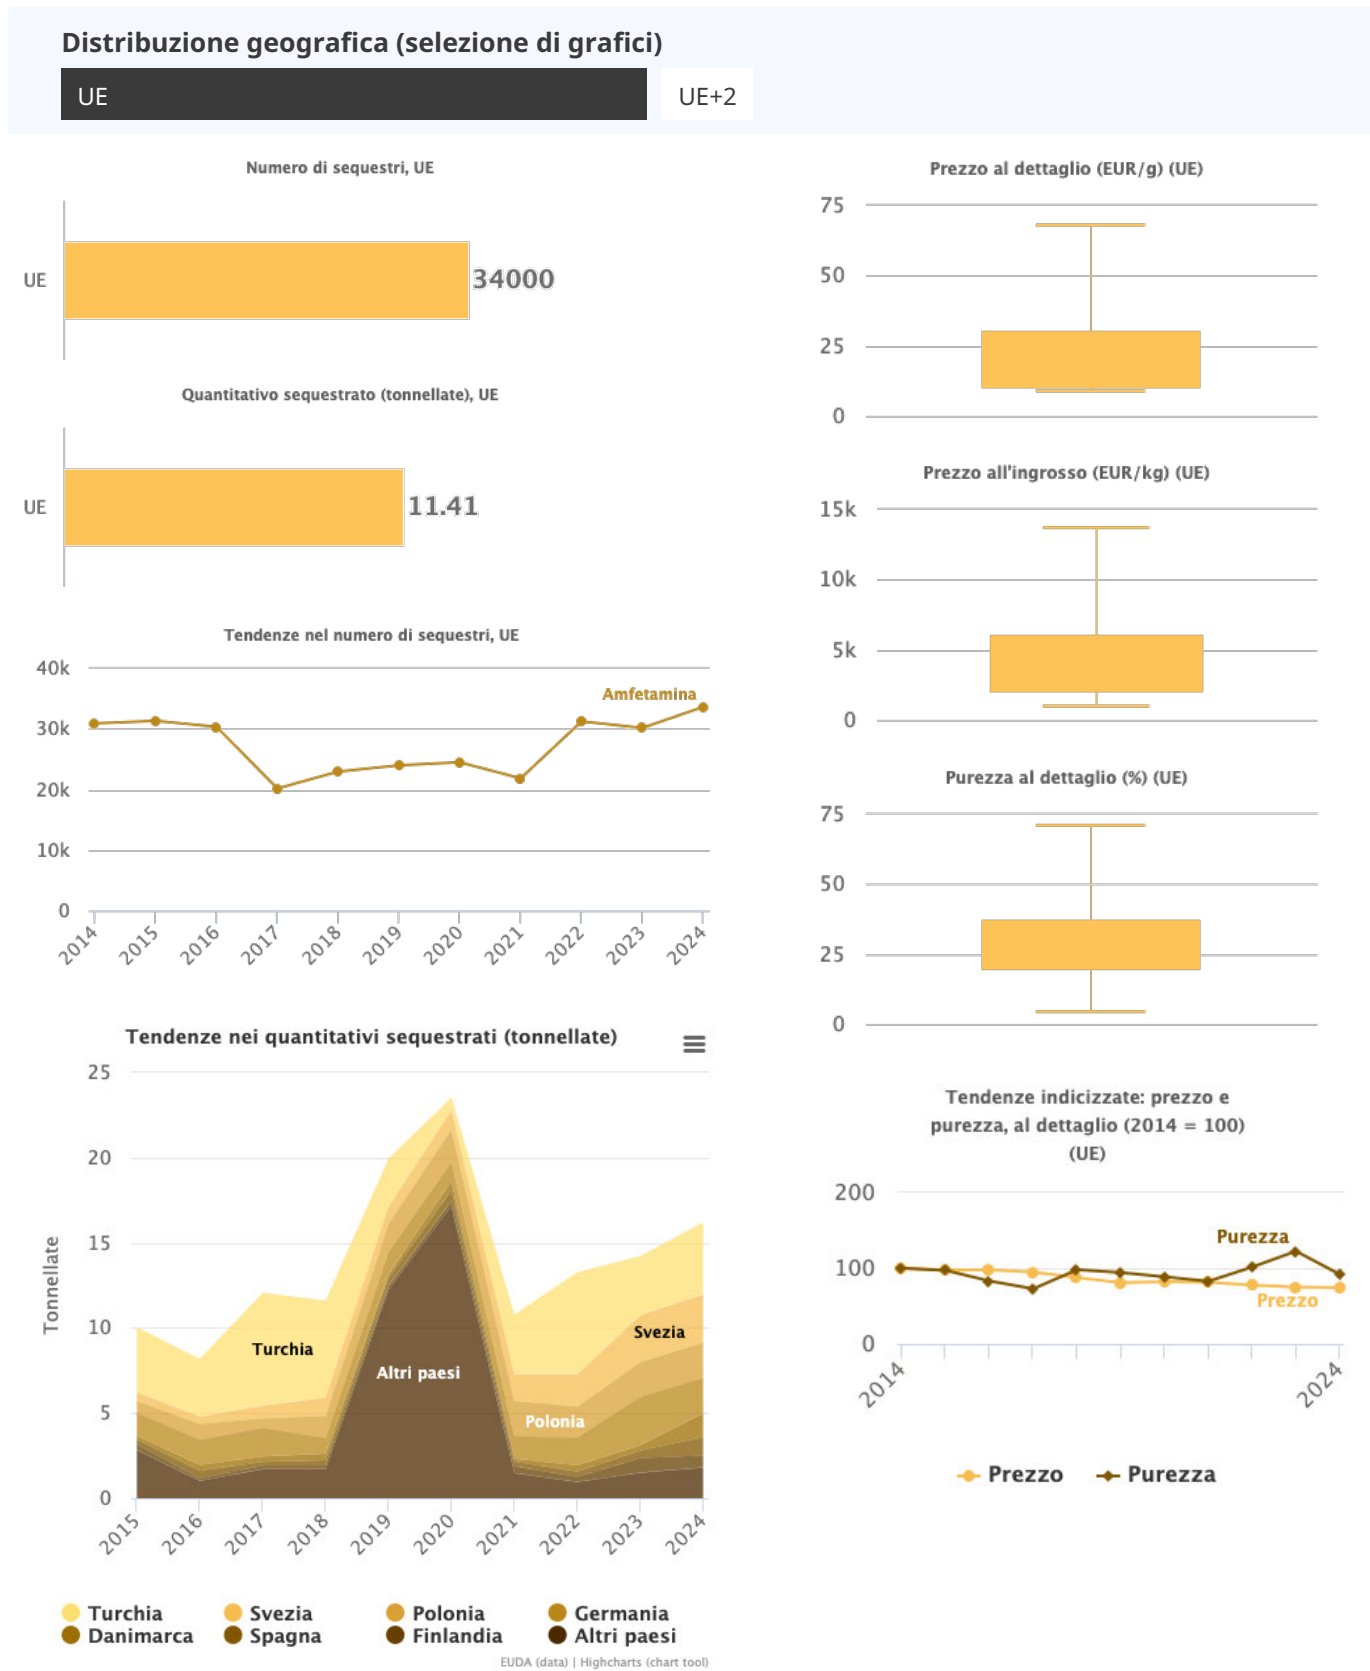 Distribuzione geografica (selezione di grafici)
UE
UE+2
Numero di sequestri, UE
UE
34000
Quantitativo sequestrato (tonnellate), UE
UE
11.41
Tendenze nel numero di sequestri, UE
40k
30k
20k
10k
0
Amfetamina
2014
2015
2016
2017
2018
2019
2020
2021
2022
2023
2024
Tendenze nei quantitativi sequestrati (tonnellate)
Tonnellate
25
20
15
10
5
0
Turchia
Altri paesi
Svezia
Polonia
2015
2016
2017
2018
2019
2020
2021
2022
2023
2024
Turchia
Svezia
Polonia
Germania
Danimarca
Spagna
Finlandia
Altri paesi
EUDA (data) | Highcharts (chart tool)
Prezzo al dettaglio (EUR/g) (UE)
75
50
25
0
Prezzo all'ingrosso (EUR/kg) (UE)
15k
10k
5k
0
Purezza al dettaglio (%) (UE)
75
50
25
0
Tendenze indicizzate: prezzo e
purezza, al dettaglio (2014 = 100)
(UE)
200
100
0
Purezza
Prezzo
2014
2024
Prezzo
Purezza